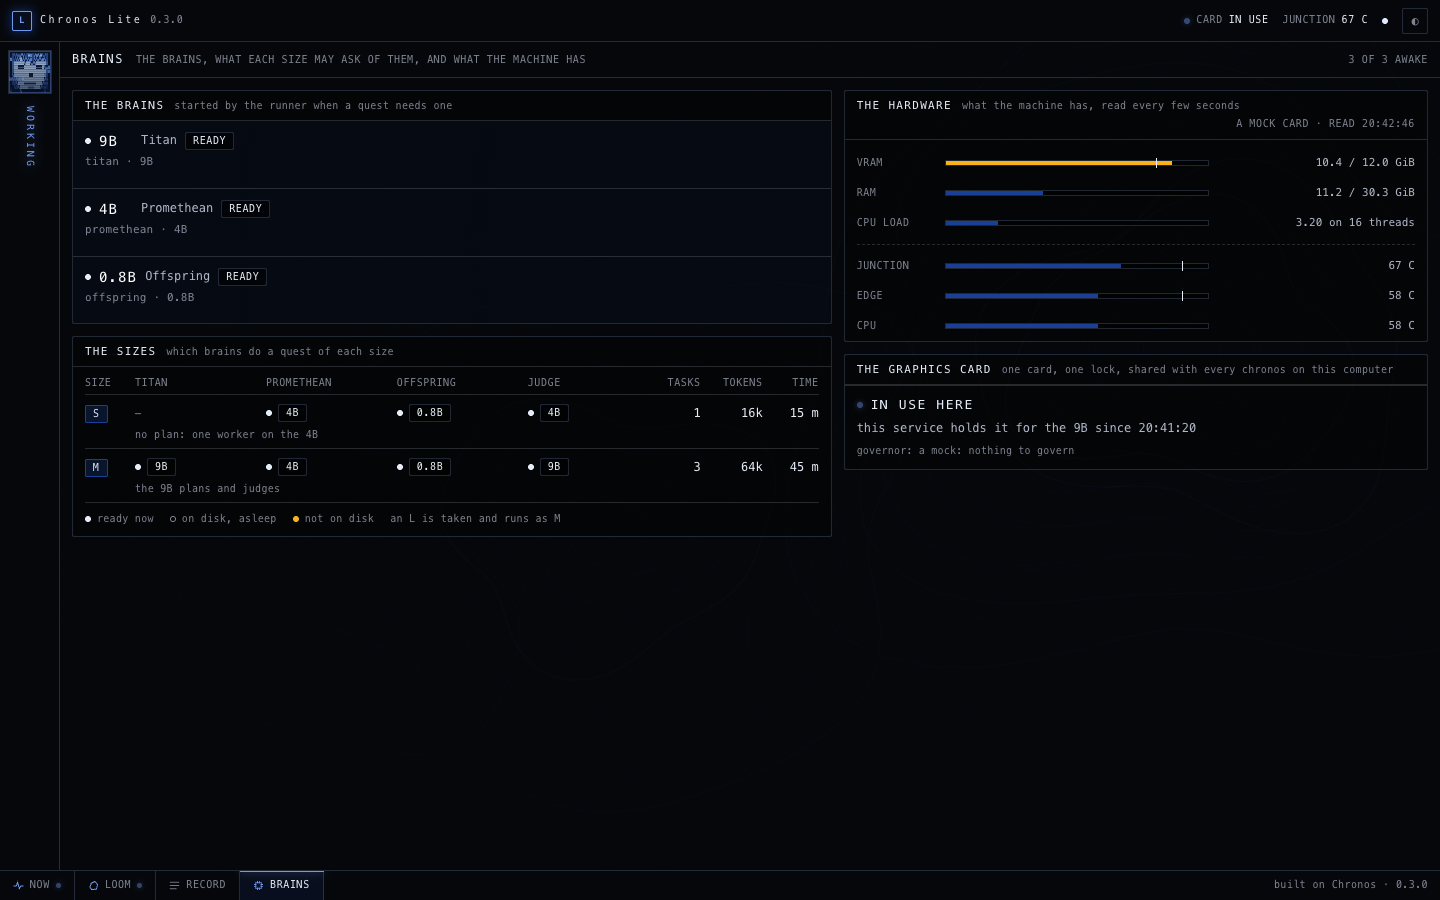 L Chronos Lite 0.3.0
CARD IN USE JUNCTION 67 C
WORKING
BRAINS THE BRAINS, WHAT EACH SIZE MAY ASK OF THEM, AND WHAT THE MACHINE HAS
3 OF 3 AWAKE
THE BRAINS started by the runner when a quest needs one
9B Titan READY
titan · 9B
4B Promethean READY
promethean · 4B
0.8B Offspring READY
offspring · 0.8B
THE SIZES which brains do a quest of each size
SIZE TITAN PROMETHEAN OFFSPRING JUDGE TASKS TOKENS TIME
S — 4B 0.8B 4B 1 16k 15 m
no plan: one worker on the 4B
M 9B 4B 0.8B 9B 3 64k 45 m
the 9B plans and judges
ready now on disk, asleep not on disk an L is taken and runs as M
THE HARDWARE what the machine has, read every few seconds
A MOCK CARD · READ 20:42:46
VRAM 10.4 / 12.0 GiB
RAM 11.2 / 30.3 GiB
CPU LOAD 3.20 on 16 threads
JUNCTION 67 C
EDGE 58 C
CPU 58 C
THE GRAPHICS CARD one card, one lock, shared with every chronos on this computer
IN USE HERE
this service holds it for the 9B since 20:41:20
governor: a mock: nothing to govern
NOW LOOM RECORD BRAINS
built on Chronos · 0.3.0